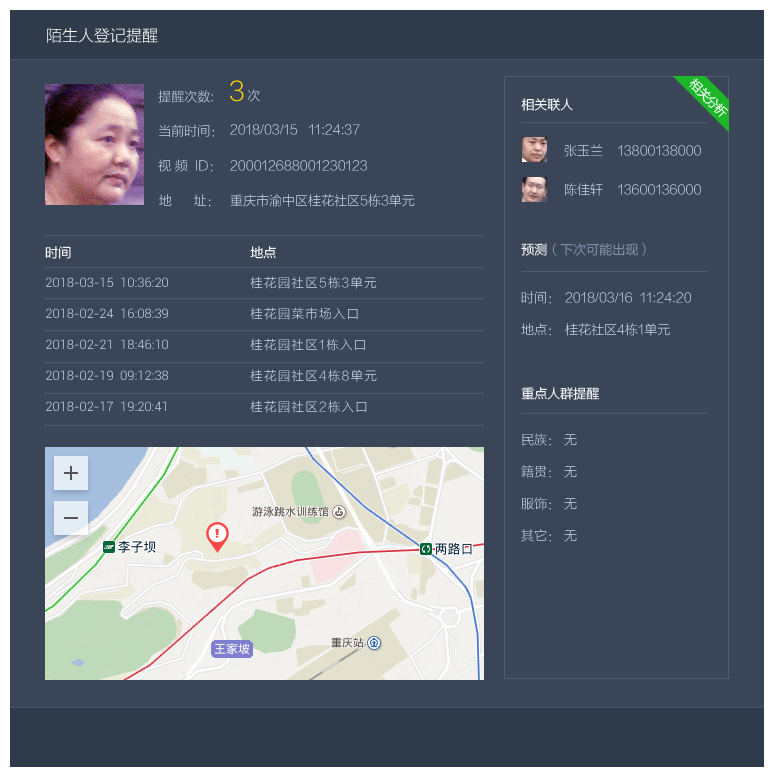 陌生人登记提醒
提醒次数: 3次
当前时间: 2018/03/15 11:24:37
视频 ID: 200012688001230123
地 址: 重庆市渝中区桂花社区5栋3单元
时间 地点
2018-03-15 10:36:20 桂花园社区5栋3单元
2018-02-24 16:08:39 桂花园菜市场入口
2018-02-21 18:46:10 桂花园社区1栋入口
2018-02-19 09:12:38 桂花园社区4栋8单元
2018-02-17 19:20:41 桂花园社区2栋入口
+
−
游泳跳水训练馆
李子坝
两路口
王家坡
重庆站
相关分析
相关联人
张玉兰 13800138000
陈佳轩 13600136000
预测（下次可能出现）
时间: 2018/03/16 11:24:20
地点: 桂花社区4栋1单元
重点人群提醒
民族: 无
籍贯: 无
服饰: 无
其它: 无